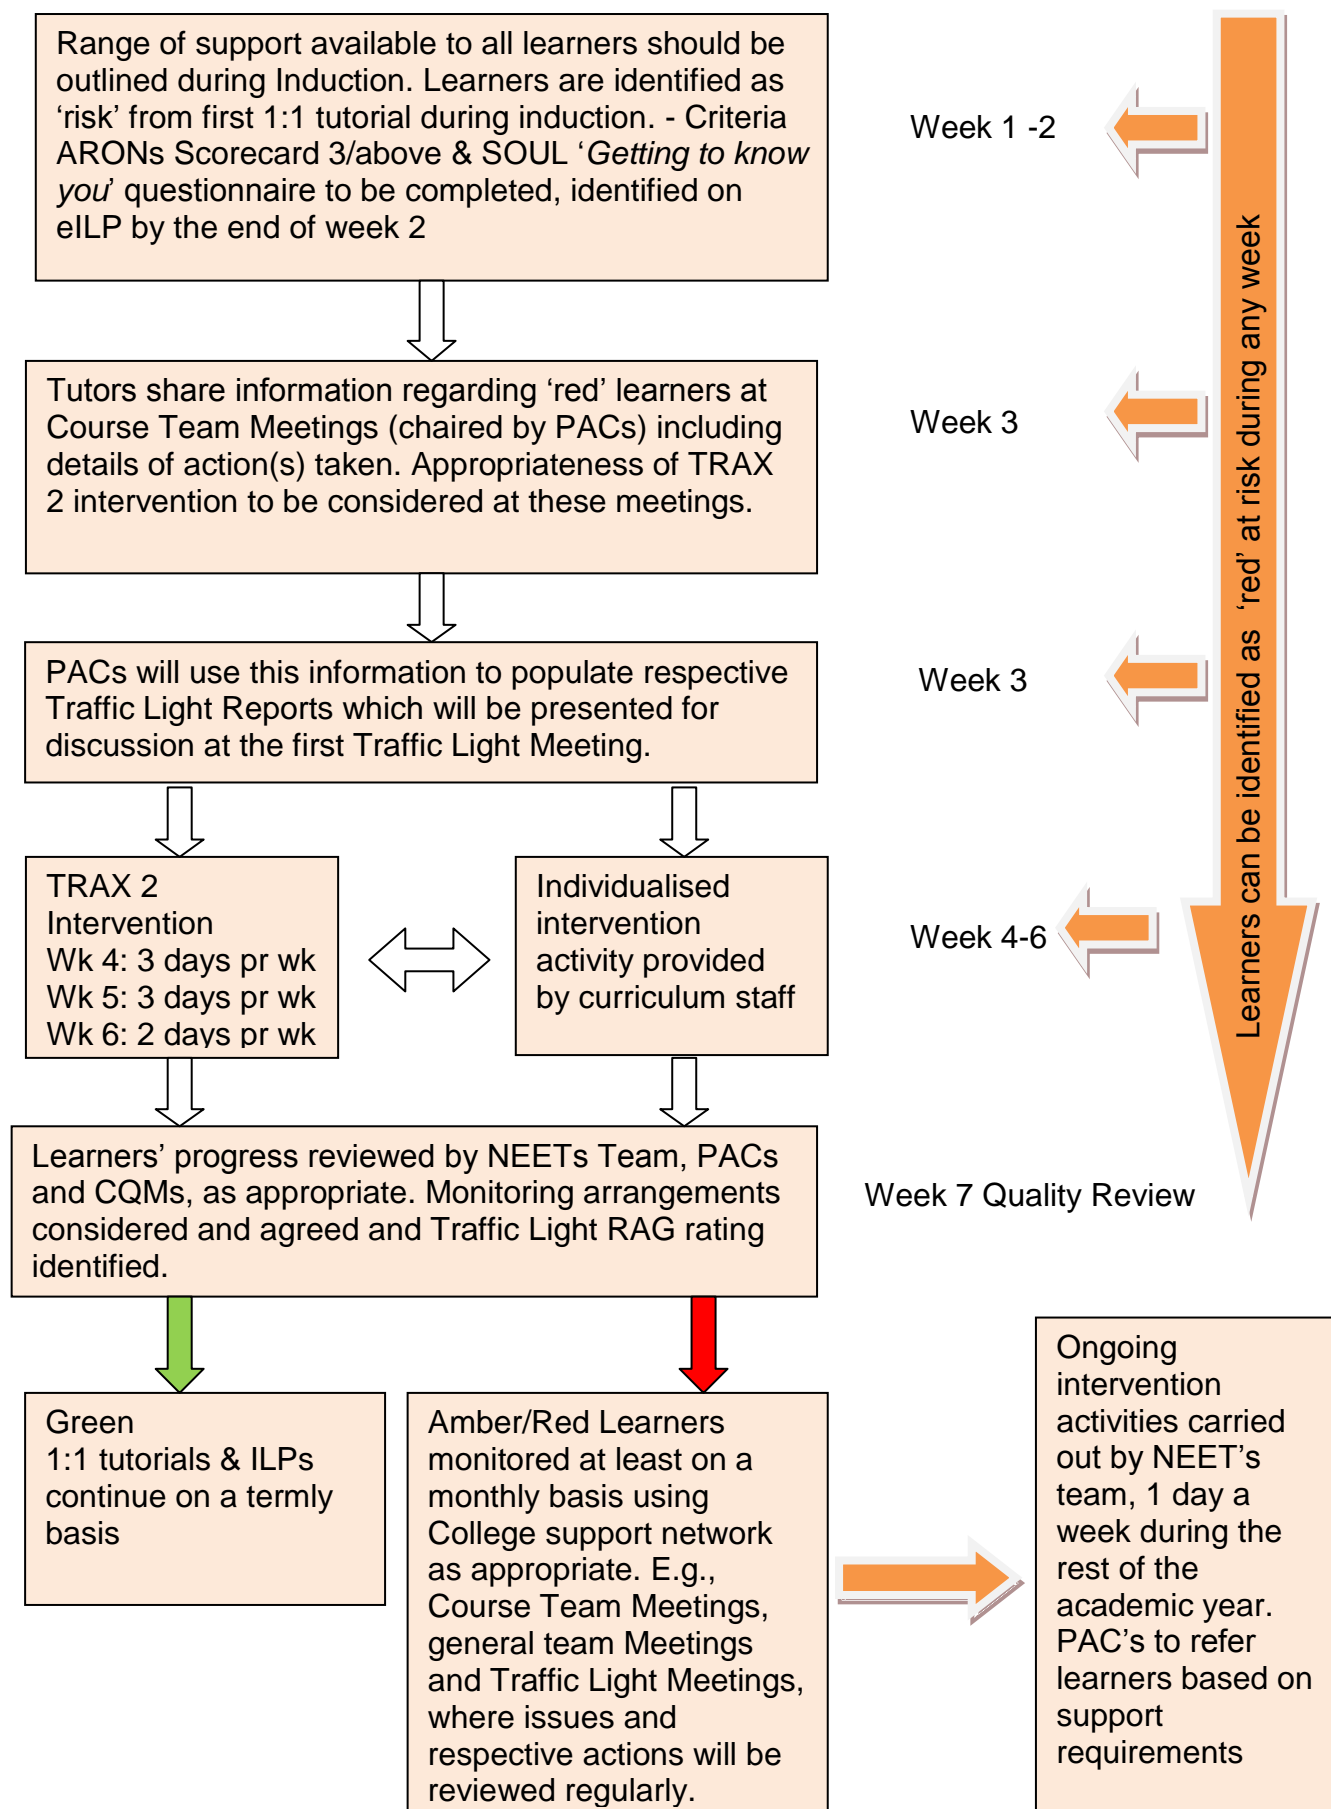 Range of support available to all learners should be
outlined during Induction. Learners are identified as
‘risk’ from first 1:1 tutorial during induction. - Criteria
ARONs Scorecard 3/above & SOUL ‘Getting to know
you’ questionnaire to be completed, identified on
eILP by the end of week 2
Week 1 -2
Tutors share information regarding ‘red’ learners at
Course Team Meetings (chaired by PACs) including
details of action(s) taken. Appropriateness of TRAX
2 intervention to be considered at these meetings.
Week 3
PACs will use this information to populate respective
Traffic Light Reports which will be presented for
discussion at the first Traffic Light Meeting.
Week 3
TRAX 2
Intervention
Wk 4: 3 days pr wk
Wk 5: 3 days pr wk
Wk 6: 2 days pr wk
Individualised
intervention
activity provided
by curriculum staff
Week 4-6
Learners can be identified as ‘red’ at risk during any week
Learners’ progress reviewed by NEETs Team, PACs
and CQMs, as appropriate. Monitoring arrangements
considered and agreed and Traffic Light RAG rating
identified.
Week 7 Quality Review
Green
1:1 tutorials & ILPs
continue on a termly
basis
Amber/Red Learners
monitored at least on a
monthly basis using
College support network
as appropriate. E.g.,
Course Team Meetings,
general team Meetings
and Traffic Light Meetings,
where issues and
respective actions will be
reviewed regularly.
Ongoing
intervention
activities carried
out by NEET’s
team, 1 day a
week during the
rest of the
academic year.
PAC’s to refer
learners based on
support
requirements